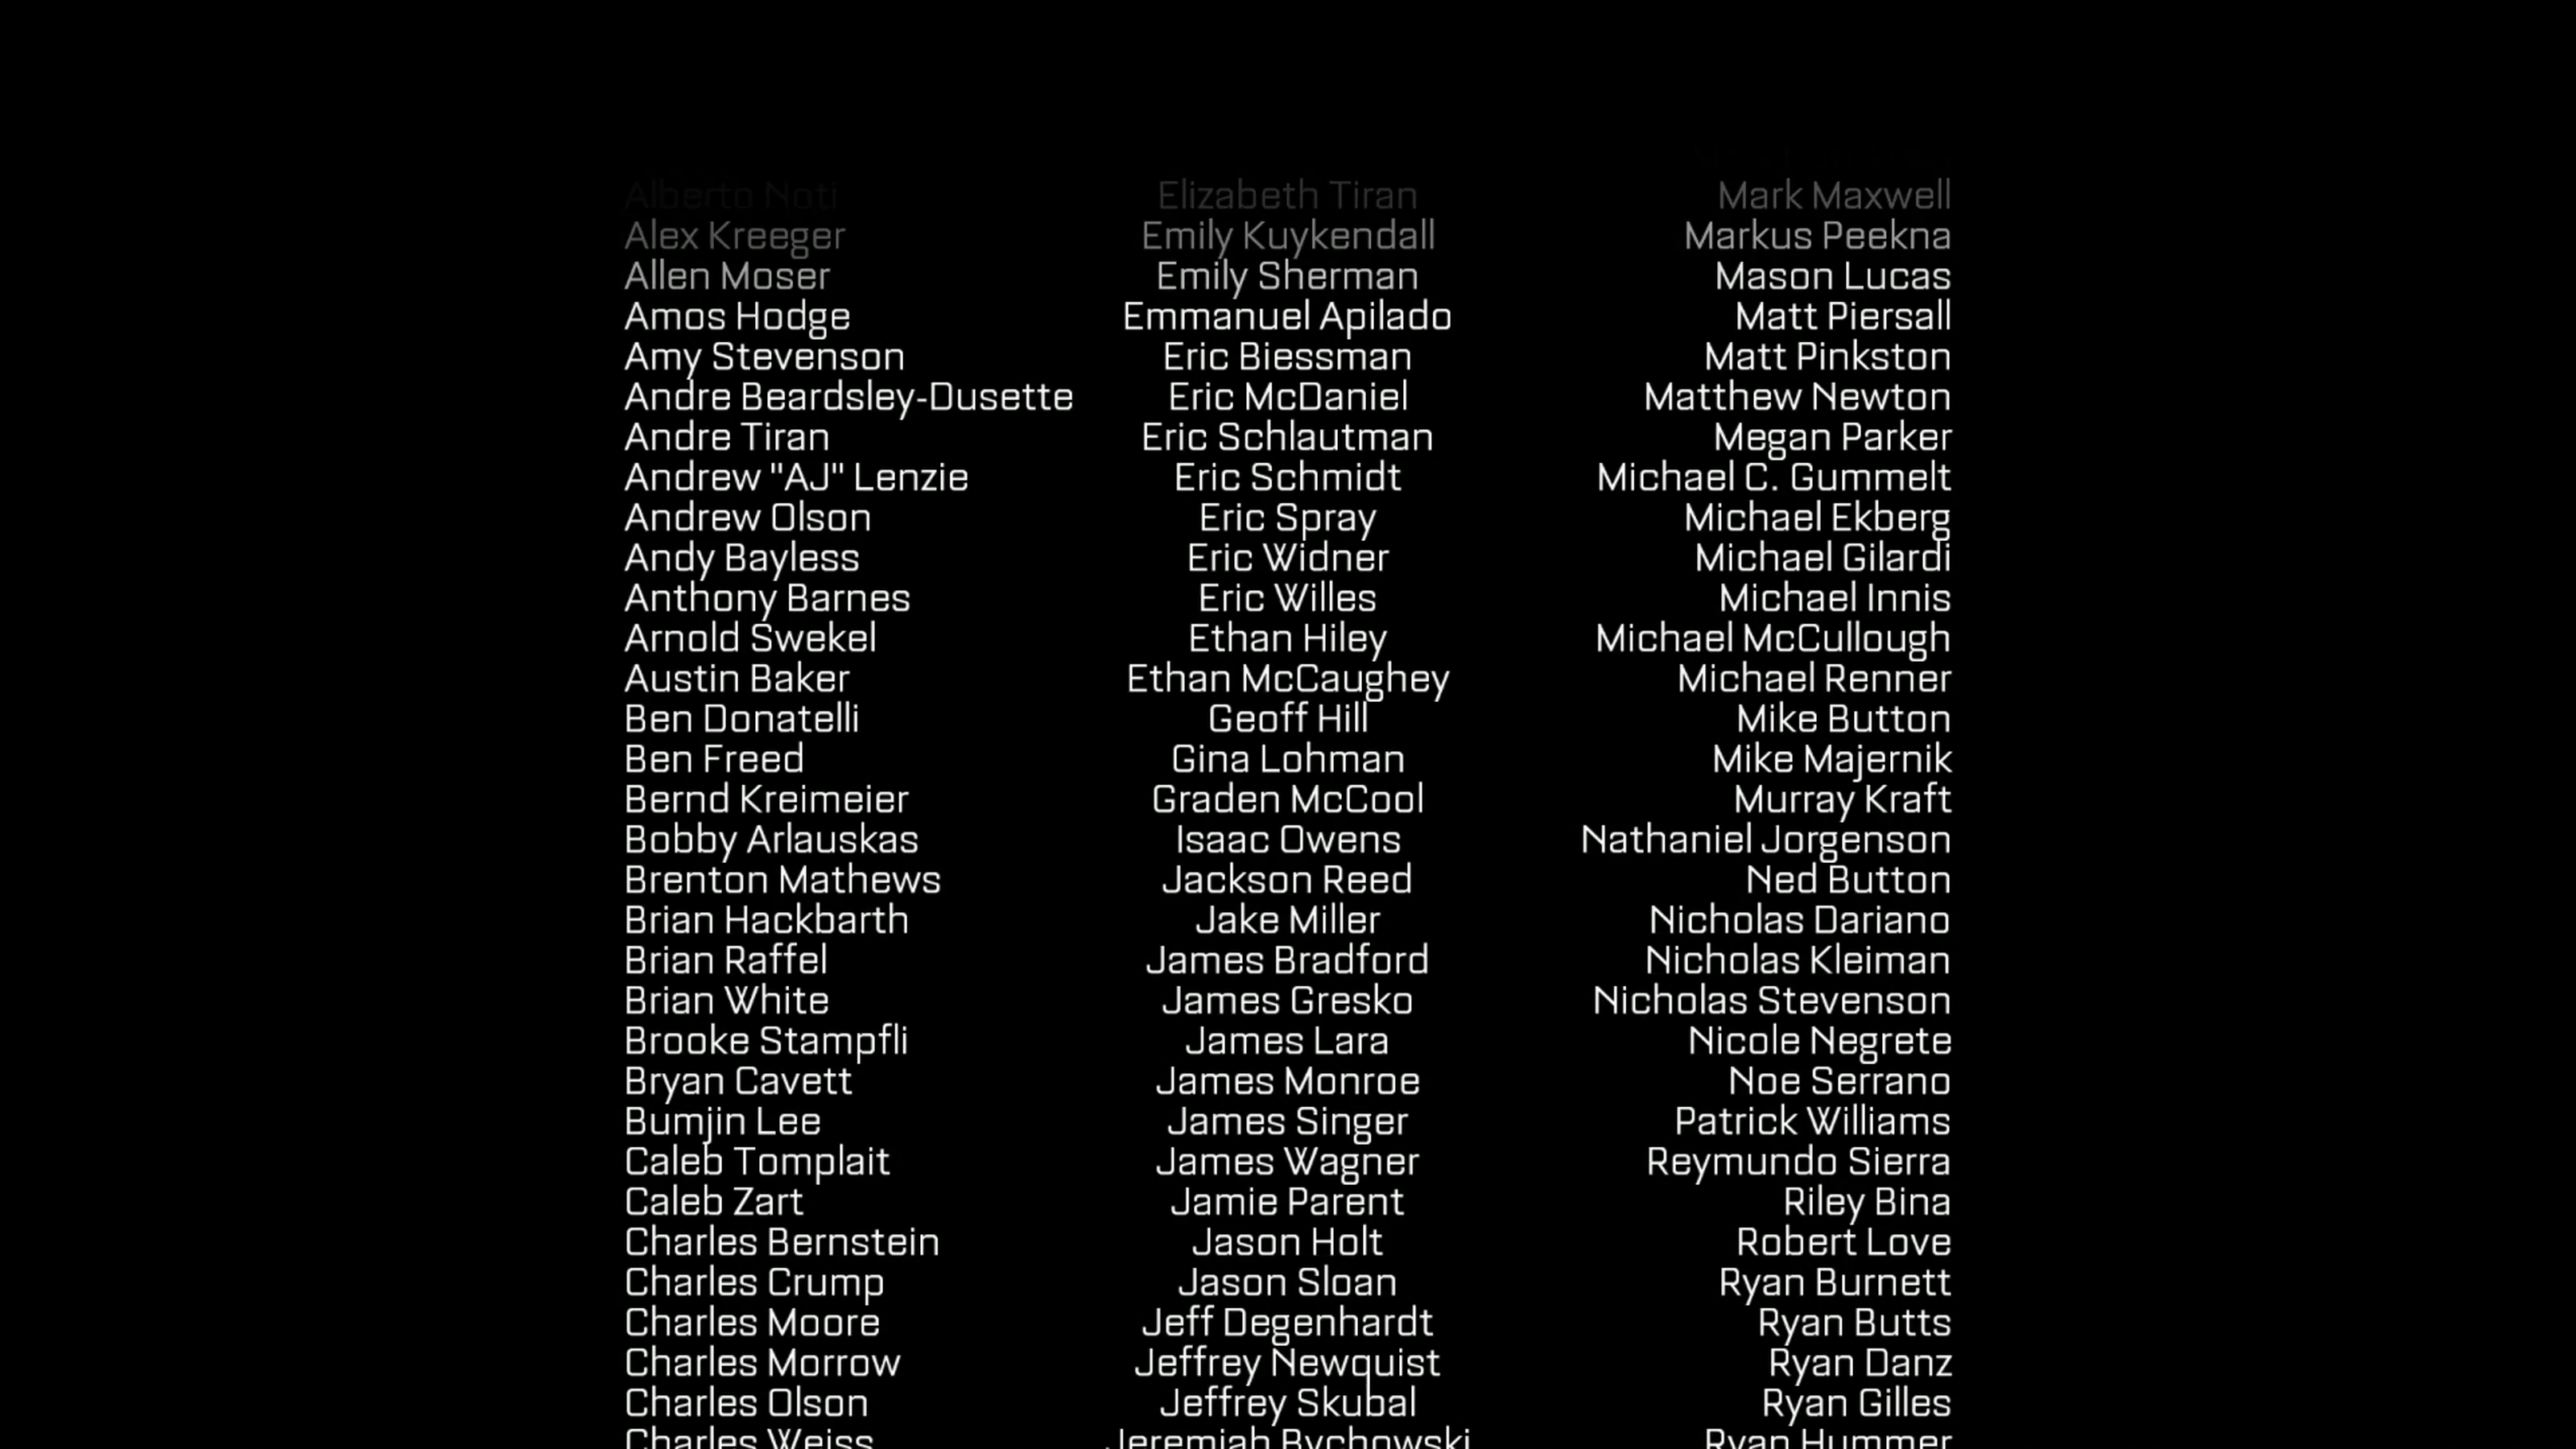 Alberto Noti Elizabeth Tiran Mark Maxwell
Alex Kreeger Emily Kuykendall Markus Peekna
Allen Moser Emily Sherman Mason Lucas
Amos Hodge Emmanuel Apilado Matt Piersall
Amy Stevenson Eric Biessman Matt Pinkston
Andre Beardsley-Dusette Eric McDaniel Matthew Newton
Andre Tiran Eric Schlautman Megan Parker
Andrew "AJ" Lenzie Eric Schmidt Michael C. Gummelt
Andrew Olson Eric Spray Michael Ekberg
Andy Bayless Eric Widner Michael Gilardi
Anthony Barnes Eric Willes Michael Innis
Arnold Swekel Ethan Hiley Michael McCullough
Austin Baker Ethan McCaughey Michael Renner
Ben Donatelli Geoff Hill Mike Button
Ben Freed Gina Lohman Mike Majernik
Bernd Kreimeier Graden McCool Murray Kraft
Bobby Arlauskas Isaac Owens Nathaniel Jorgenson
Brenton Mathews Jackson Reed Ned Button
Brian Hackbarth Jake Miller Nicholas Dariano
Brian Raffel James Bradford Nicholas Kleiman
Brian White James Gresko Nicholas Stevenson
Brooke Stampfli James Lara Nicole Negrete
Bryan Cavett James Monroe Noe Serrano
Bumjin Lee James Singer Patrick Williams
Caleb Tomplait James Wagner Reymundo Sierra
Caleb Zart Jamie Parent Riley Bina
Charles Bernstein Jason Holt Robert Love
Charles Crump Jason Sloan Ryan Burnett
Charles Moore Jeff Degenhardt Ryan Butts
Charles Morrow Jeffrey Newquist Ryan Danz
Charles Olson Jeffrey Skubal Ryan Gilles
Charles Weiss Jeremiah Bychowski Ryan Hummer